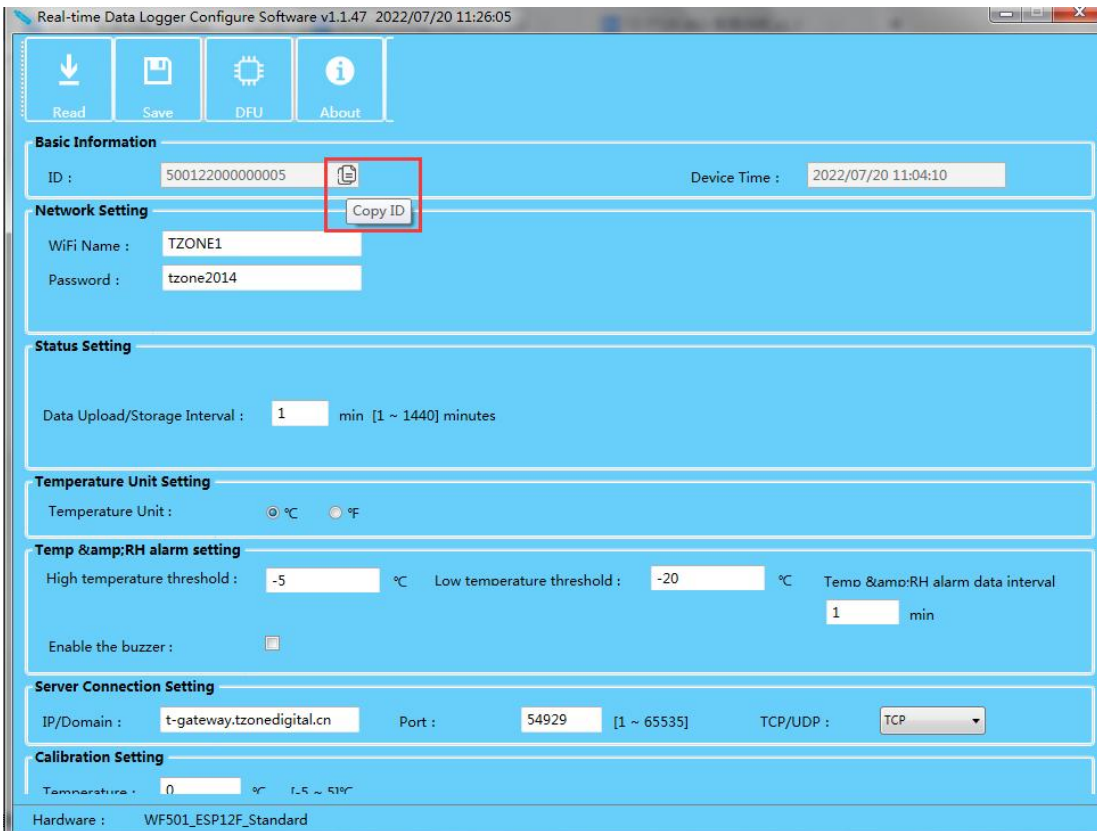 Real-time Data Logger Configure Software v1.1.47 2022/07/20 11:26:05
Read Save DFU About
Basic Information
ID : 500122000000005 Device Time : 2022/07/20 11:04:10
Copy ID
Network Setting
WiFi Name : TZONE1
Password : tzone2014
Status Setting
Data Upload/Storage Interval : 1 min [1 ~ 1440] minutes
Temperature Unit Setting
Temperature Unit : ℃ ℉
Temp &amp;RH alarm setting
High temperature threshold : -5 ℃ Low temperature threshold : -20 ℃ Temp &amp;RH alarm data interval
1 min
Enable the buzzer :
Server Connection Setting
IP/Domain : t-gateway.tzonedigital.cn Port : 54929 [1 ~ 65535] TCP/UDP : TCP
Calibration Setting
Temperature : 0 ℃ [-5 ~ 5]℃
Hardware : WF501_ESP12F_Standard